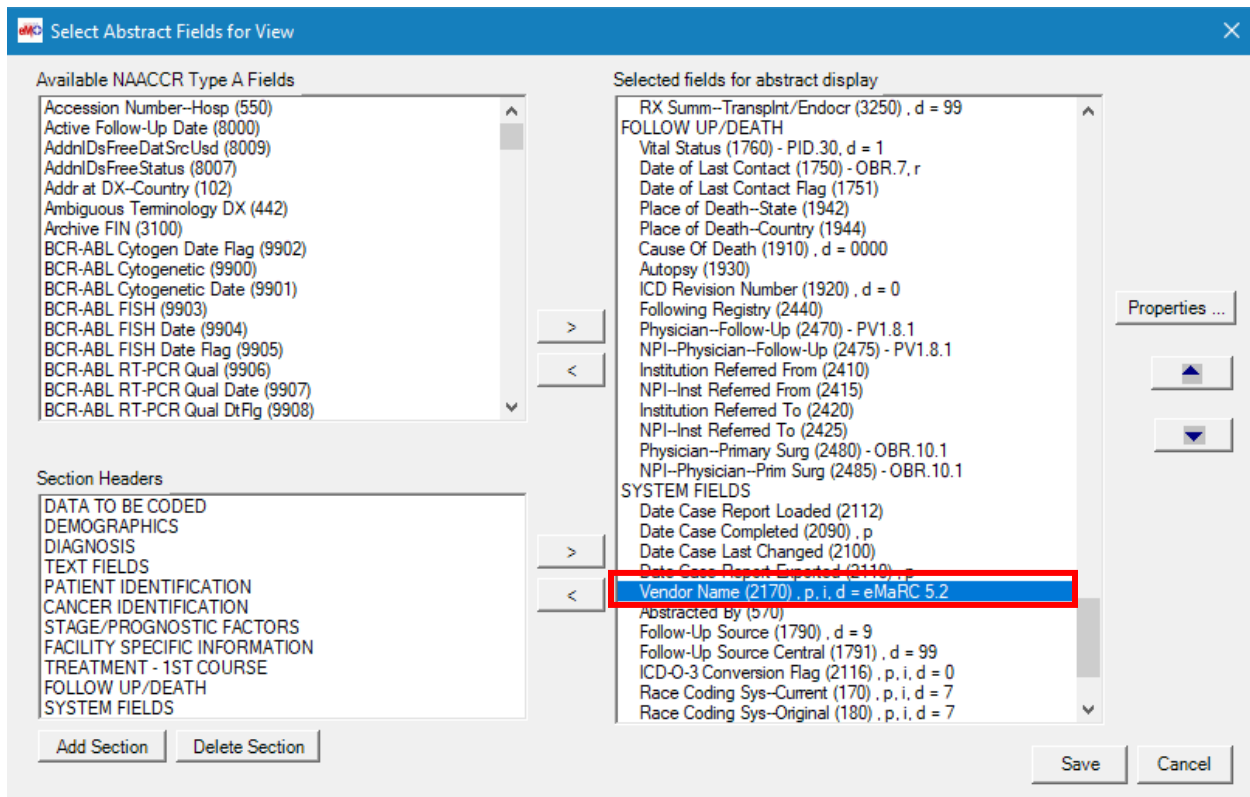 eMC Select Abstract Fields for View
Available NAACCR Type A Fields
Accession Number--Hosp (550)
Active Follow-Up Date (8000)
AddnlDsFreeDatSrcUsd (8009)
AddnlDsFreeStatus (8007)
Addr at DX--Country (102)
Ambiguous Terminology DX (442)
Archive FIN (3100)
BCR-ABL Cytogen Date Flag (9902)
BCR-ABL Cytogenetic (9900)
BCR-ABL Cytogenetic Date (9901)
BCR-ABL FISH (9903)
BCR-ABL FISH Date (9904)
BCR-ABL FISH Date Flag (9905)
BCR-ABL RT-PCR Qual (9906)
BCR-ABL RT-PCR Qual Date (9907)
BCR-ABL RT-PCR Qual DtFlg (9908)
>
<
Section Headers
DATA TO BE CODED
DEMOGRAPHICS
DIAGNOSIS
TEXT FIELDS
PATIENT IDENTIFICATION
CANCER IDENTIFICATION
STAGE/PROGNOSTIC FACTORS
FACILITY SPECIFIC INFORMATION
TREATMENT - 1ST COURSE
FOLLOW UP/DEATH
SYSTEM FIELDS
>
<
Add Section
Delete Section
Selected fields for abstract display
RX Summ--Transplnt/Endocr (3250) , d = 99
FOLLOW UP/DEATH
Vital Status (1760) - PID.30, d = 1
Date of Last Contact (1750) - OBR.7, r
Date of Last Contact Flag (1751)
Place of Death--State (1942)
Place of Death--Country (1944)
Cause Of Death (1910) , d = 0000
Autopsy (1930)
ICD Revision Number (1920) , d = 0
Following Registry (2440)
Physician--Follow-Up (2470) - PV1.8.1
NPI--Physician--Follow-Up (2475) - PV1.8.1
Institution Referred From (2410)
NPI--Inst Referred From (2415)
Institution Referred To (2420)
NPI--Inst Referred To (2425)
Physician--Primary Surg (2480) - OBR.10.1
NPI--Physician--Prim Surg (2485) - OBR.10.1
SYSTEM FIELDS
Date Case Report Loaded (2112)
Date Case Completed (2090) , p
Date Case Last Changed (2100)
Date Case Report Exported (2110) , p
Vendor Name (2170) , p, i, d = eMaRC 5.2
Abstracted By (570)
Follow-Up Source (1790) , d = 9
Follow-Up Source Central (1791) , d = 99
ICD-O-3 Conversion Flag (2116) , p, i, d = 0
Race Coding Sys--Current (170) , p, i, d = 7
Race Coding Sys--Original (180) , p, i, d = 7
Properties ...
Save
Cancel